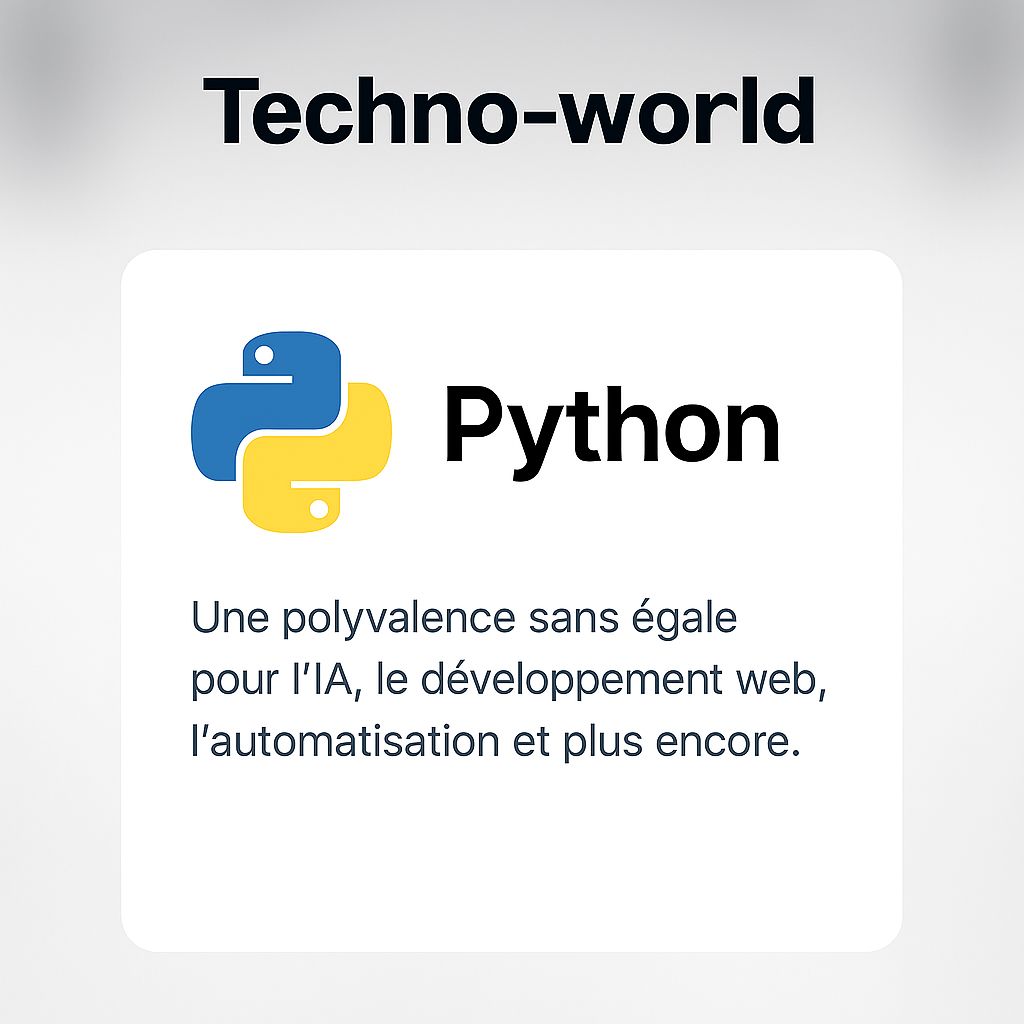 Techno-world
Python
Une polyvalence sans égale
pour l’IA, le développement web,
l’automatisation et plus encore.